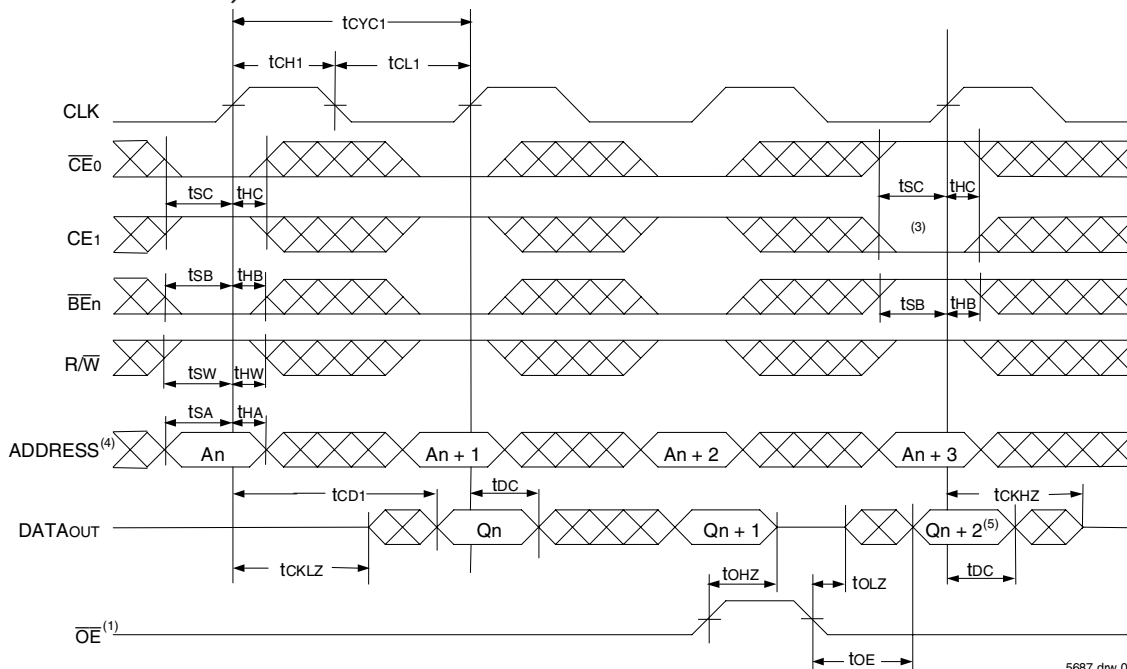 tCYC1
tCH1
tCL1
CLK
CE0
tSC
tHC
tSC
tHC
CE1
(3)
tSB
tHB
BEn
tSB
tHB
R/W
tSW
tHW
tSA
tHA
ADDRESS(4)
An
An + 1
An + 2
An + 3
tCD1
tDC
tCKHZ
DATAOUT
Qn
Qn + 1
Qn + 2(5)
tCKLZ
tOHZ
tOLZ
tDC
OE(1)
tOE